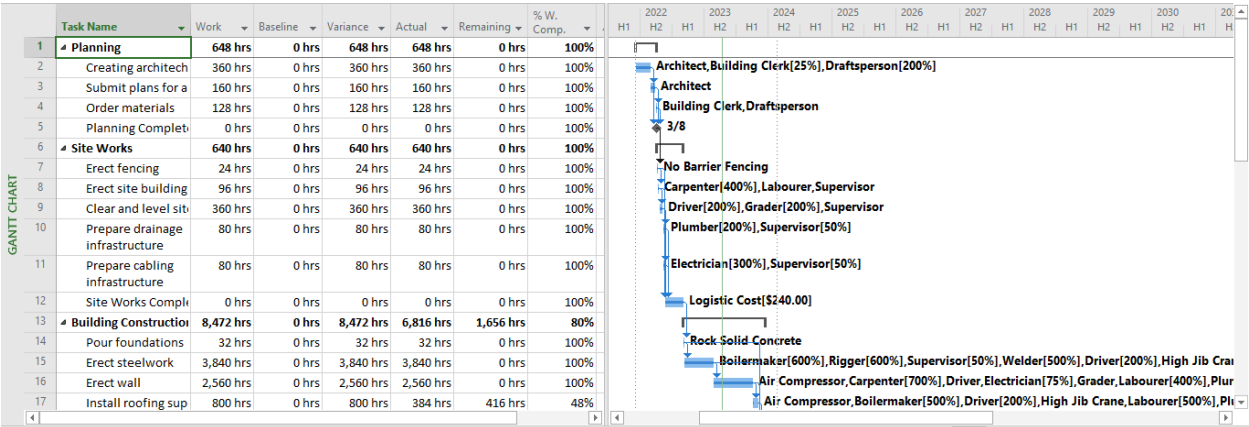 2022 2023 2024 2025 2026 2027 2028 2029 2030 20
Task Name Work Baseline Variance Actual Remaining % W. Comp. H1 H2 H1 H2 H1 H2 H1 H2 H1 H2 H1 H2 H1 H2 H1 H2 H1 H2 H1
GANTT CHART
1 Planning 648 hrs 0 hrs 648 hrs 648 hrs 0 hrs 100%
2 Creating architech 360 hrs 0 hrs 360 hrs 360 hrs 0 hrs 100% Architect,Building Clerk[25%],Draftsperson[200%]
3 Submit plans for a 160 hrs 0 hrs 160 hrs 160 hrs 0 hrs 100% Architect
4 Order materials 128 hrs 0 hrs 128 hrs 128 hrs 0 hrs 100% Building Clerk,Draftsperson
5 Planning Complet 0 hrs 0 hrs 0 hrs 0 hrs 0 hrs 100% 3/8
6 Site Works 640 hrs 0 hrs 640 hrs 640 hrs 0 hrs 100%
7 Erect fencing 24 hrs 0 hrs 24 hrs 24 hrs 0 hrs 100% No Barrier Fencing
8 Erect site building 96 hrs 0 hrs 96 hrs 96 hrs 0 hrs 100% Carpenter[400%],Labourer,Supervisor
9 Clear and level sit 360 hrs 0 hrs 360 hrs 360 hrs 0 hrs 100% Driver[200%],Grader[200%],Supervisor
10 Prepare drainage 80 hrs 0 hrs 80 hrs 80 hrs 0 hrs 100% Plumber[200%],Supervisor[50%]
infrastructure
11 Prepare cabling 80 hrs 0 hrs 80 hrs 80 hrs 0 hrs 100% Electrician[300%],Supervisor[50%]
infrastructure
12 Site Works Comple 0 hrs 0 hrs 0 hrs 0 hrs 0 hrs 100% Logistic Cost[$240.00]
13 Building Construction 8,472 hrs 0 hrs 8,472 hrs 6,816 hrs 1,656 hrs 80%
14 Pour foundations 32 hrs 0 hrs 32 hrs 32 hrs 0 hrs 100% Rock Solid Concrete
15 Erect steelwork 3,840 hrs 0 hrs 3,840 hrs 3,840 hrs 0 hrs 100% Boilermaker[600%],Rigger[600%],Supervisor[50%],Welder[500%],Driver[200%],High Jib Cra
16 Erect wall 2,560 hrs 0 hrs 2,560 hrs 2,560 hrs 0 hrs 100% Air Compressor,Carpenter[700%],Driver,Electrician[75%],Grader,Labourer[400%],Plur
17 Install roofing sup 800 hrs 0 hrs 800 hrs 384 hrs 416 hrs 48% Air Compressor,Boilermaker[500%],Driver[200%],High Jib Crane,Labourer[500%],Pl